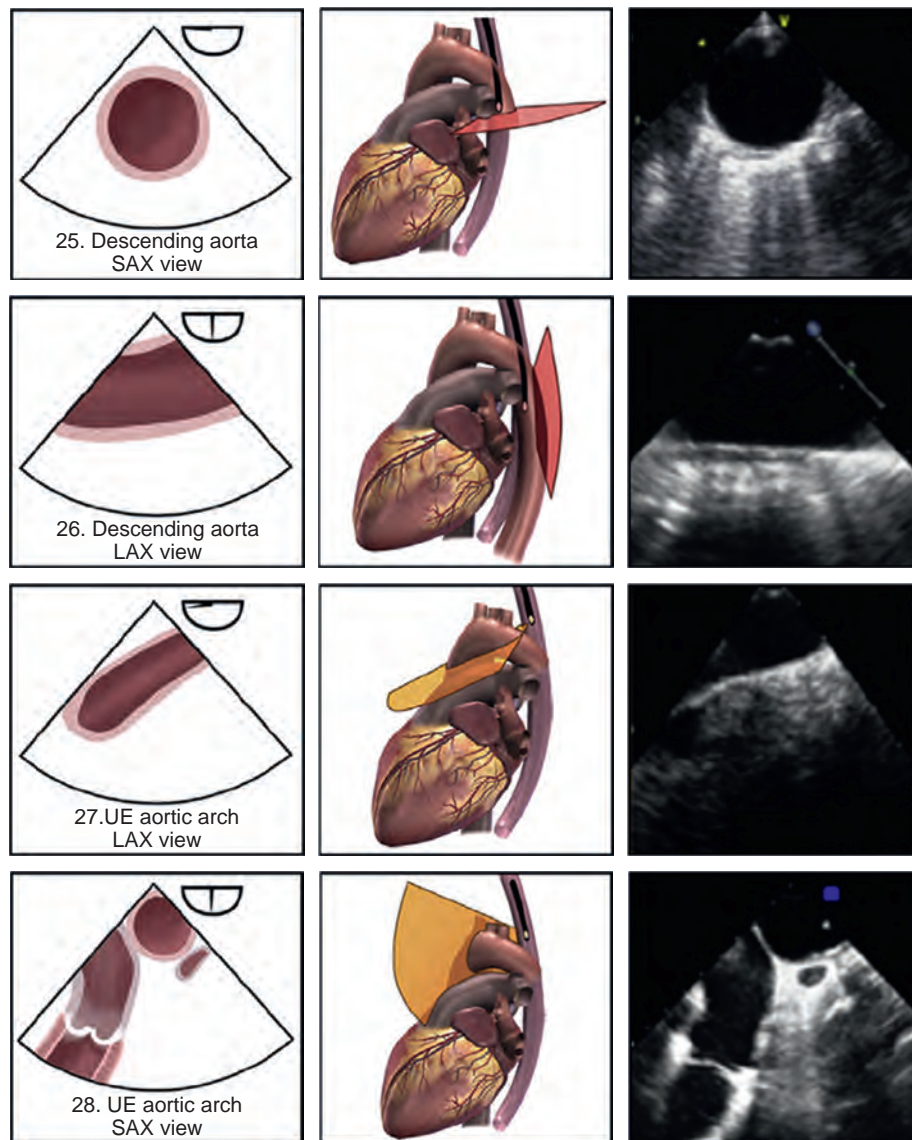 25. Descending aorta
SAX view
26. Descending aorta
LAX view
27.UE aortic arch
LAX view
28. UE aortic arch
SAX view